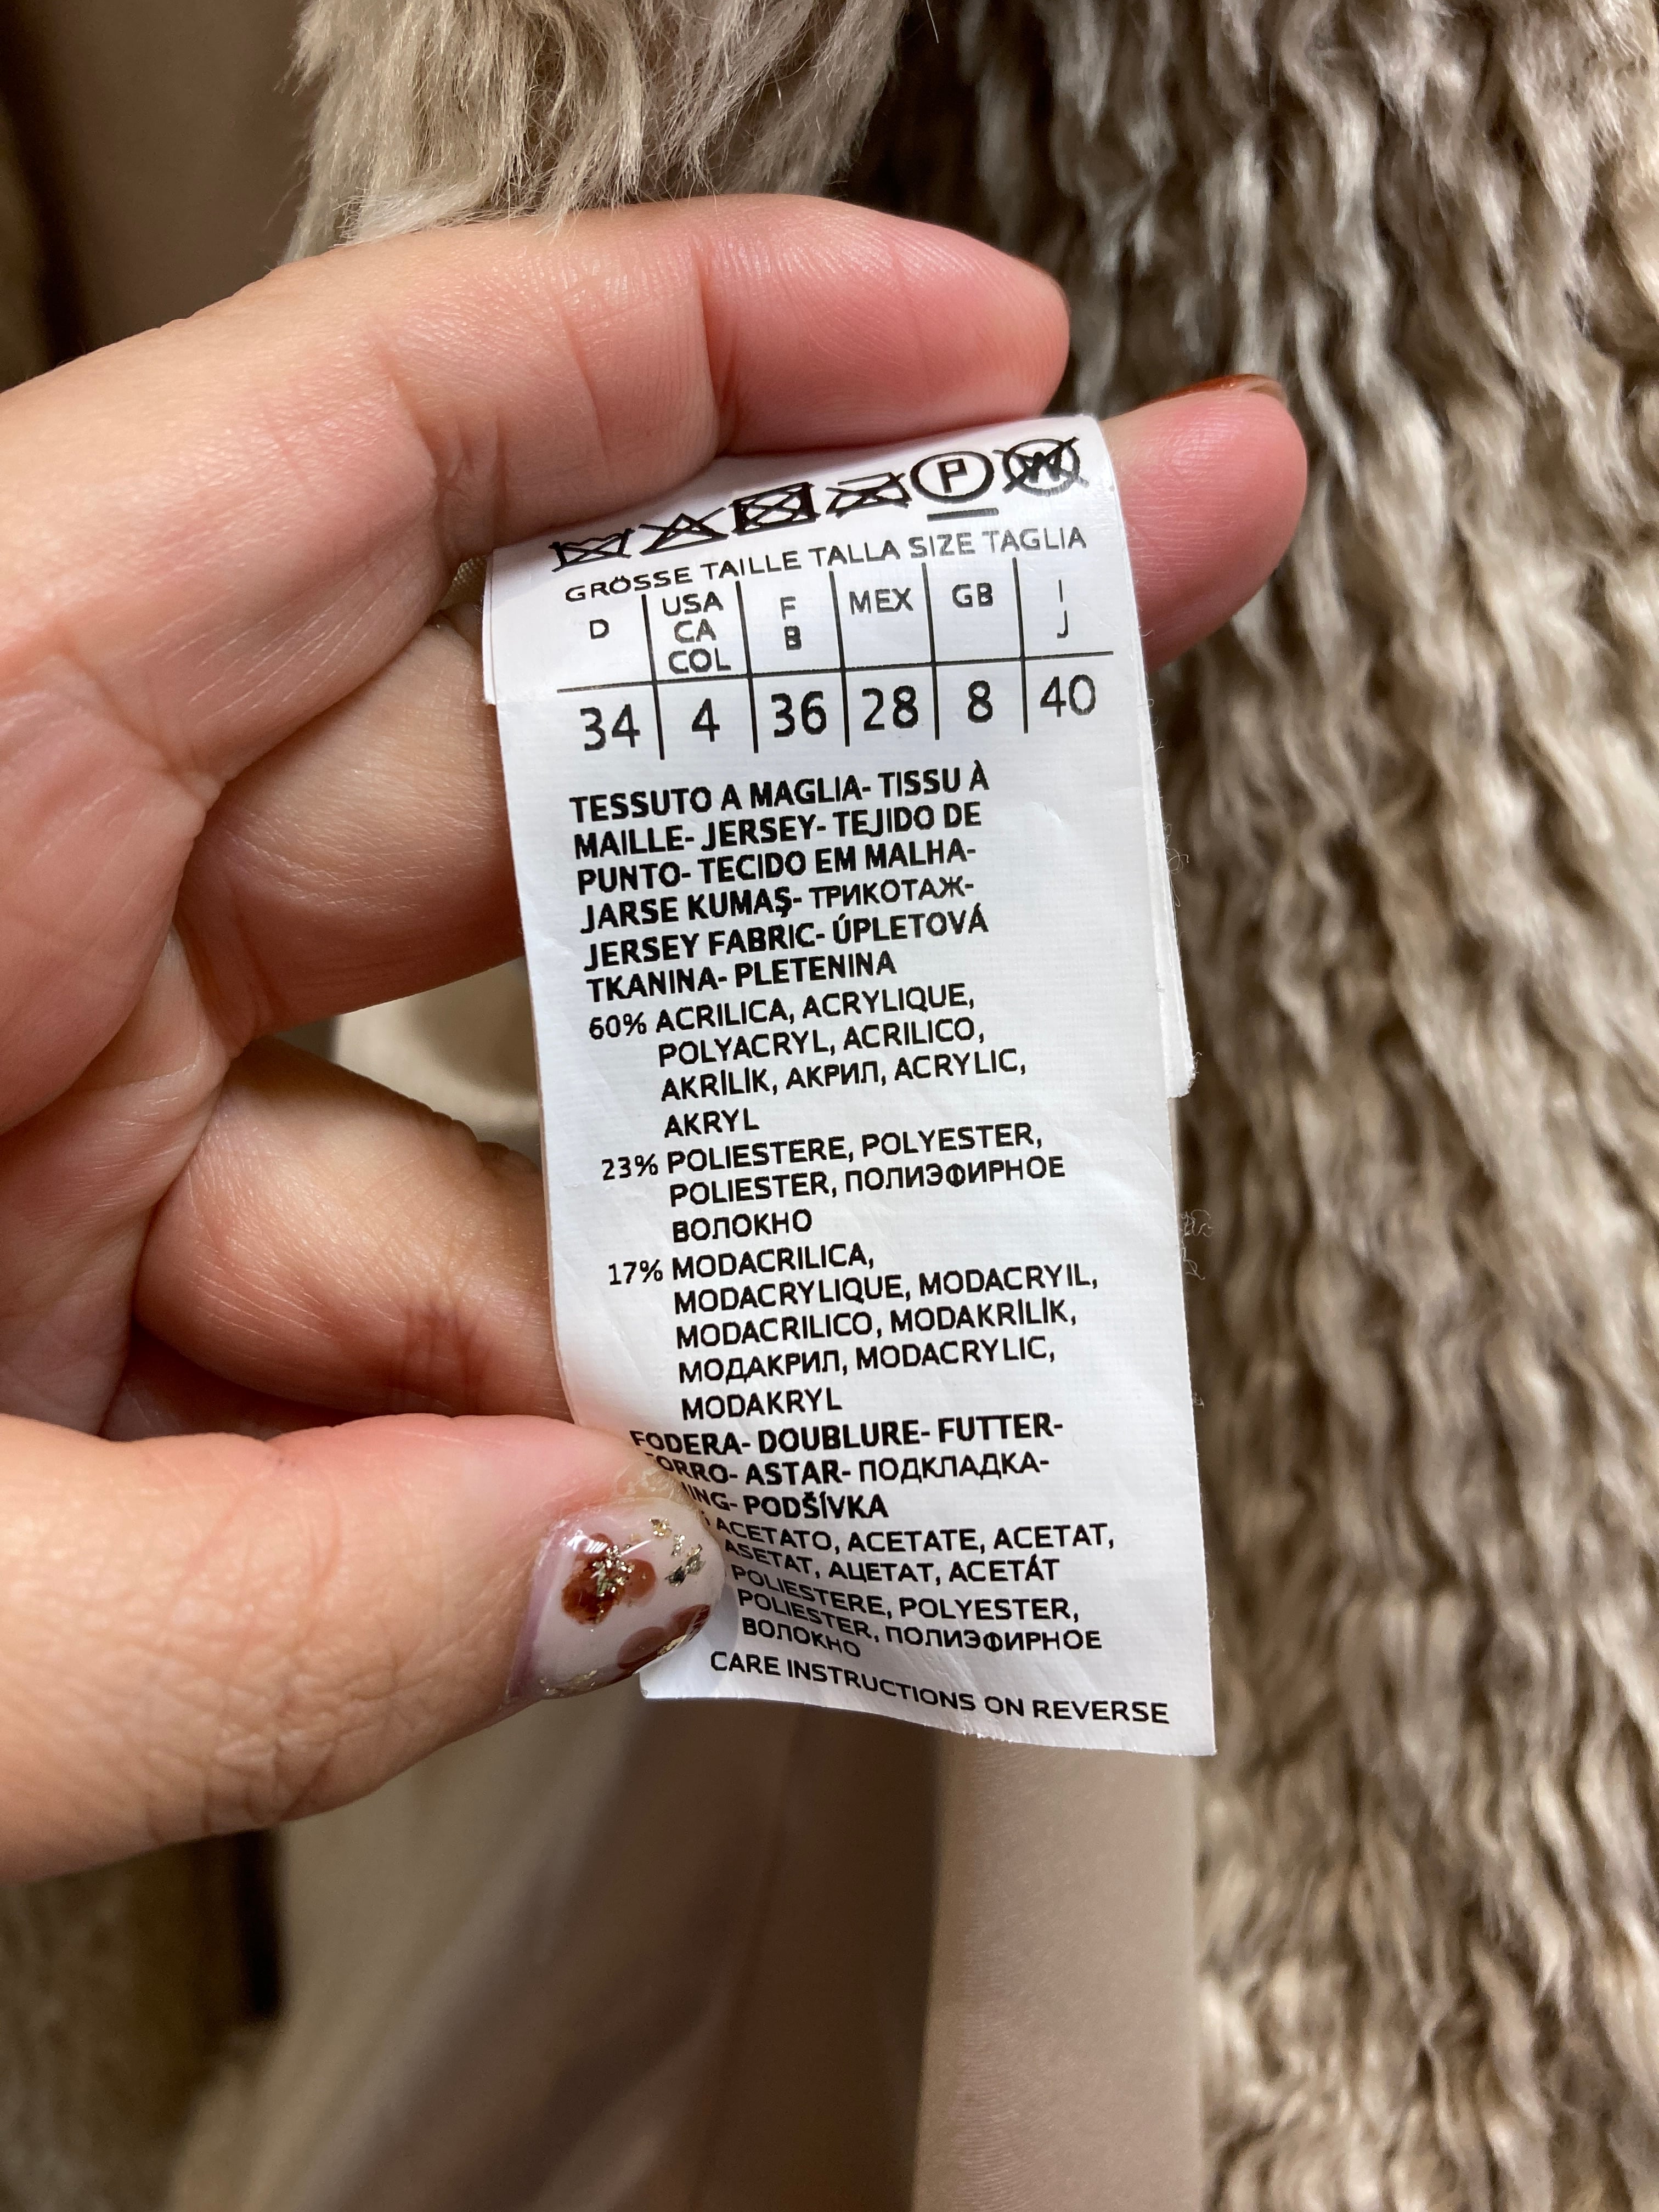 P W
GRÖSSE TAILLE TALLA SIZE TAGLIA
D USA CA COL F B MEX GB I J
34 4 36 28 8 40
TESSUTO A MAGLIA- TISSU À
MAILLE- JERSEY- TEJIDO DE
PUNTO- TECIDO EM MALHA-
JARSE KUMAŞ- ТРИКОТАЖ-
JERSEY FABRIC- ÚPLETOVÁ
TKANINA- PLETENINA
60% ACRILICA, ACRYLIQUE,
POLYACRYL, ACRILICO,
AKRİLİK, АКРИЛ, ACRYLIC,
AKRYL
23% POLIESTERE, POLYESTER,
POLIESTER, ПОЛИЭФИРНОЕ
ВОЛОКНО
17% MODACRILICA,
MODACRYLIQUE, MODACRYIL,
MODACRILICO, MODAKRİLİK,
МОДАКРИЛ, MODACRYLIC,
MODAKRYL
FODERA- DOUBLURE- FUTTER-
ASTAR- ПОДКЛАДКА-
PODŠÍVKA
ACETATO, ACETATE, ACETAT,
ASETAT, АЦЕТАТ, ACETÁT
POLIESTERE, POLYESTER,
POLIESTER, ПОЛИЭФИРНОЕ
ВОЛОКНО
CARE INSTRUCTIONS ON REVERSE